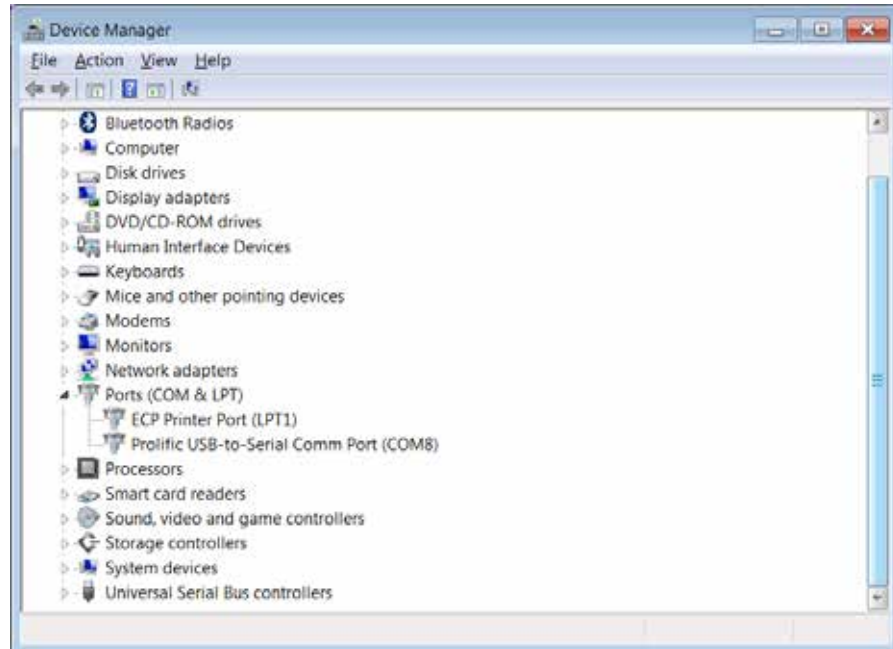 Device Manager
File Action View Help
Bluetooth Radios
Computer
Disk drives
Display adapters
DVD/CD-ROM drives
Human Interface Devices
Keyboards
Mice and other pointing devices
Modems
Monitors
Network adapters
Ports (COM & LPT)
ECP Printer Port (LPT1)
Prolific USB-to-Serial Comm Port (COM8)
Processors
Smart card readers
Sound, video and game controllers
Storage controllers
System devices
Universal Serial Bus controllers